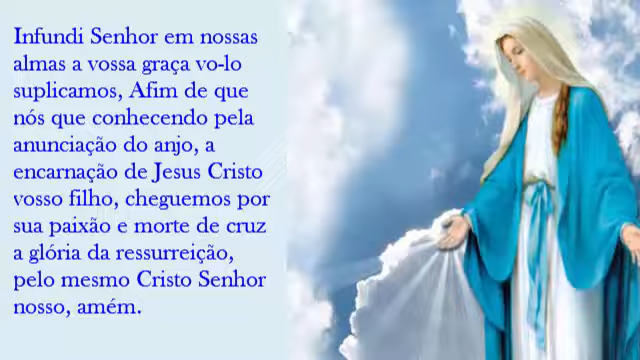 Infundi Senhor em nossas
almas a vossa graça vo-lo
suplicamos, Afim de que
nós que conhecendo pela
anunciação do anjo, a
encarnação de Jesus Cristo
vosso filho, cheguemos por
sua paixão e morte de cruz
a glória da ressurreição,
pelo mesmo Cristo Senhor
nosso, amém.